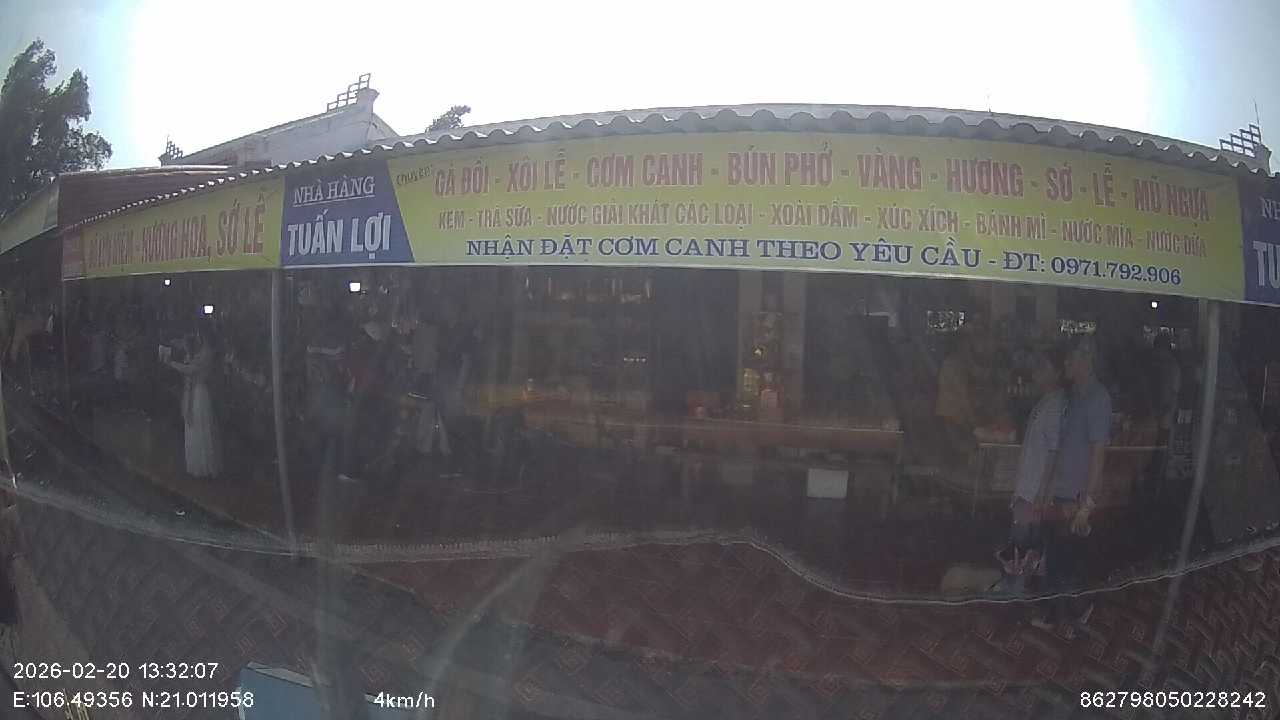 HƯƠNG HOA, SỚ LỄ
NHÀ HÀNG
TUẤN LỢI
Chuyên:
GÀ ĐỒI - XÔI LỄ - CƠM CANH - BÚN PHỞ - VÀNG - HƯƠNG - SỚ - LỄ - MŨ NGỰA
KEM - TRÀ SỮA - NƯỚC GIẢI KHÁT CÁC LOẠI - XOÀI DẦM - XÚC XÍCH - BÁNH MÌ - NƯỚC MÍA - NƯỚC DỪA
NHẬN ĐẶT CƠM CANH THEO YÊU CẦU - ĐT: 0971.792.906
2026-02-20 13:32:07
E:106.49356 N:21.011958 4km/h 862798050228242